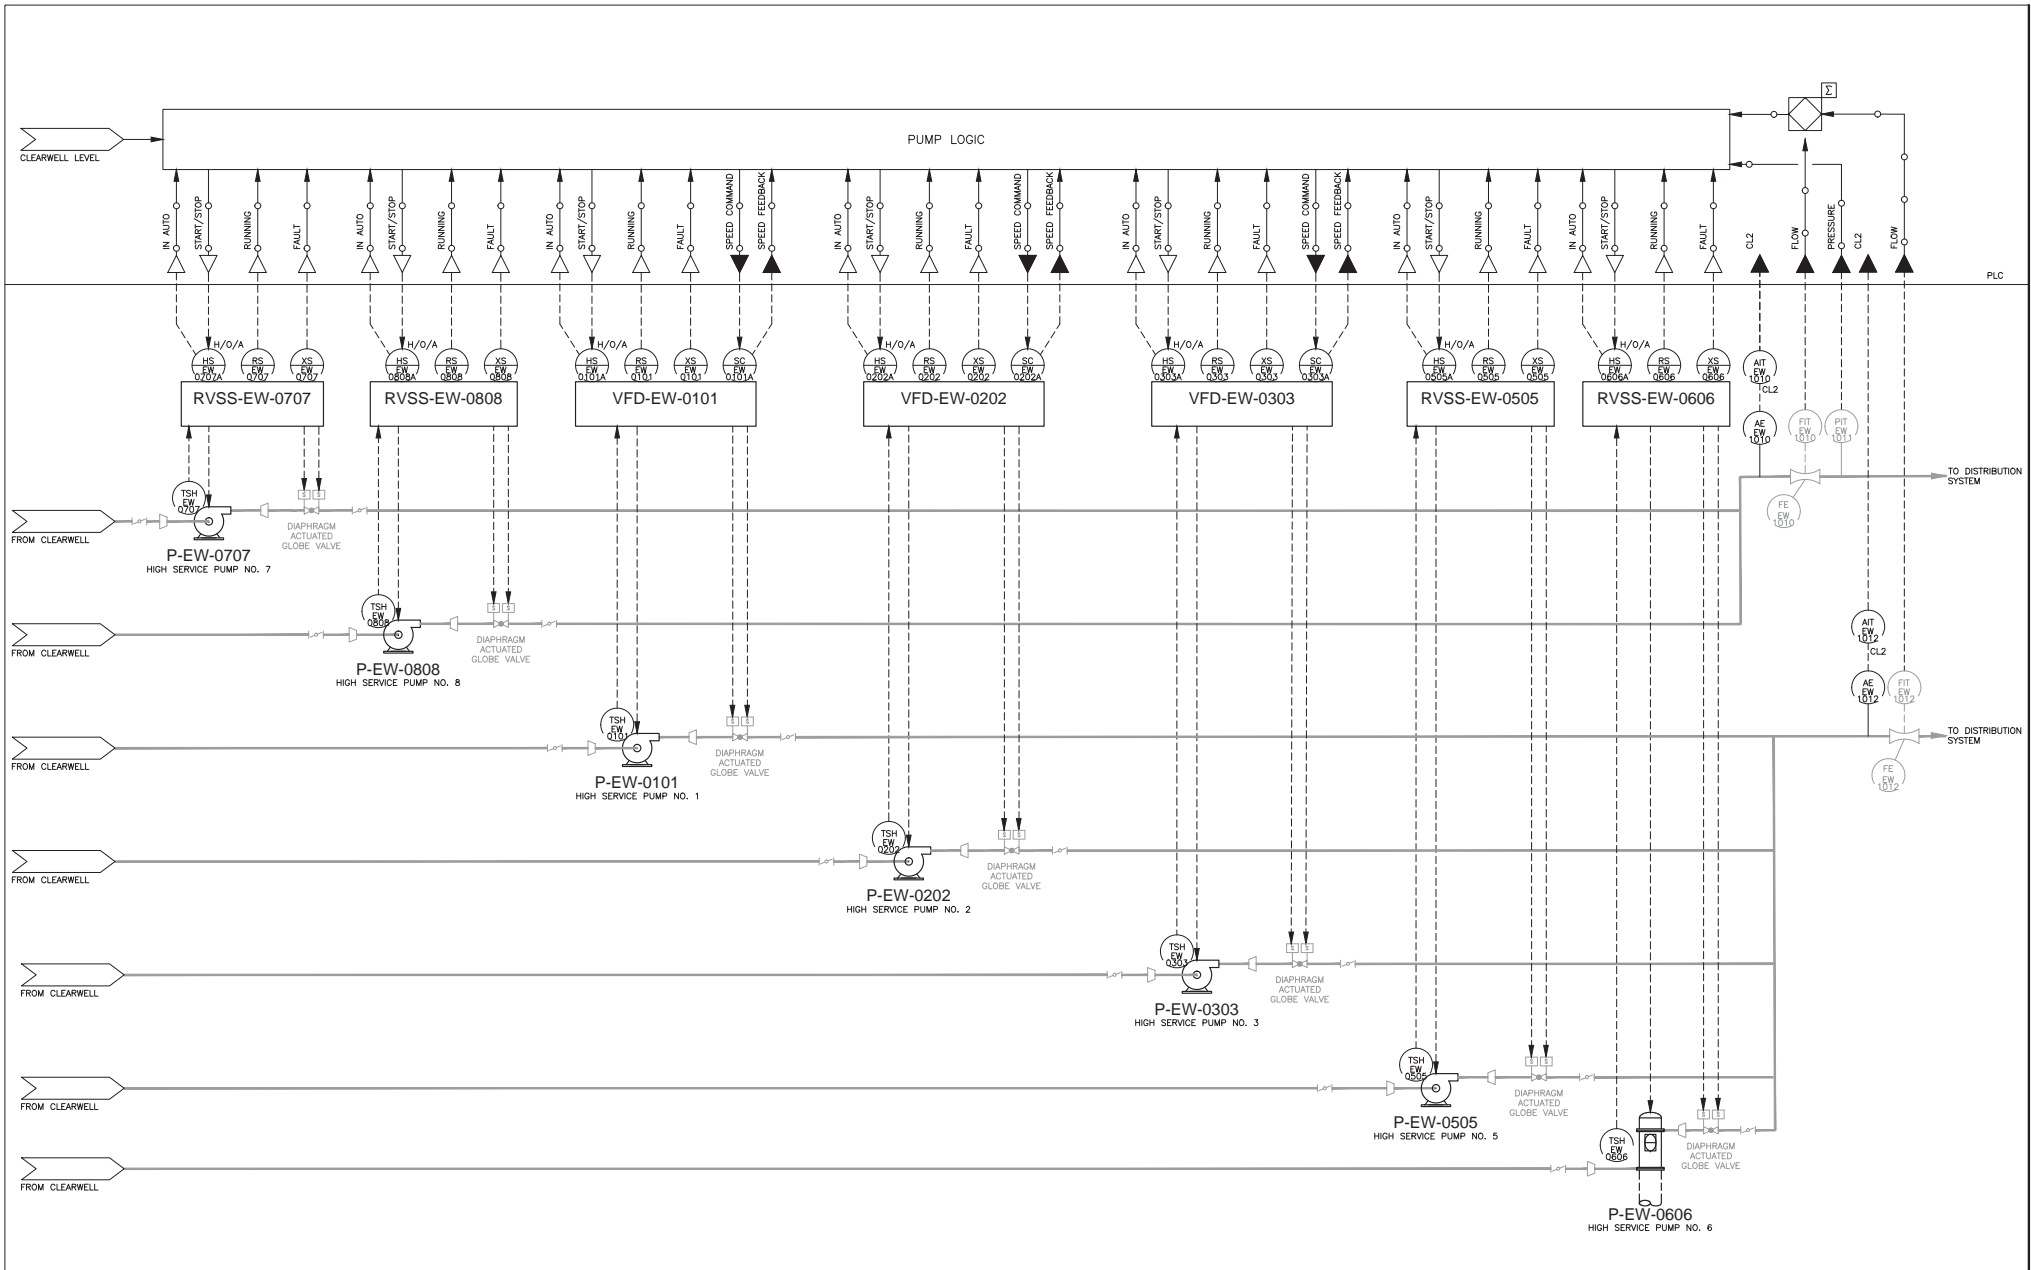 Σ
PUMP LOGIC
CLEARWELL LEVEL
IN AUTO
START/STOP
RUNNING
FAULT
IN AUTO
START/STOP
RUNNING
FAULT
IN AUTO
START/STOP
RUNNING
FAULT
SPEED COMMAND
SPEED FEEDBACK
IN AUTO
START/STOP
RUNNING
FAULT
SPEED COMMAND
SPEED FEEDBACK
IN AUTO
START/STOP
RUNNING
FAULT
SPEED COMMAND
SPEED FEEDBACK
IN AUTO
START/STOP
RUNNING
FAULT
IN AUTO
START/STOP
RUNNING
FAULT
CL2
FLOW
PRESSURE
CL2
FLOW
PLC
H/O/A
HS
EW
0707A
RS
EW
0707
XS
EW
0707
H/O/A
HS
EW
0808A
RS
EW
0808
XS
EW
0808
H/O/A
HS
EW
0101A
RS
EW
0101
XS
EW
0101
SC
EW
0101A
H/O/A
HS
EW
0202A
RS
EW
0202
XS
EW
0202
SC
EW
0202A
H/O/A
HS
EW
0303A
RS
EW
0303
XS
EW
0303
SC
EW
0303A
H/O/A
HS
EW
0505A
RS
EW
0505
XS
EW
0505
H/O/A
HS
EW
0606A
RS
EW
0606
XS
EW
0606
AIT
EW
1010
CL2
RVSS-EW-0707
RVSS-EW-0808
VFD-EW-0101
VFD-EW-0202
VFD-EW-0303
RVSS-EW-0505
RVSS-EW-0606
AE
EW
1010
FIT
EW
1010
PIT
EW
1011
TO DISTRIBUTION
SYSTEM
FE
EW
1010
TSH
EW
0707
S
S
FROM CLEARWELL
DIAPHRAGM
ACTUATED
GLOBE VALVE
P-EW-0707
HIGH SERVICE PUMP NO. 7
TSH
EW
0808
S
S
FROM CLEARWELL
DIAPHRAGM
ACTUATED
GLOBE VALVE
P-EW-0808
HIGH SERVICE PUMP NO. 8
AIT
EW
1012
CL2
AE
EW
1012
FIT
EW
1012
TO DISTRIBUTION
SYSTEM
FE
EW
1012
TSH
EW
0101
S
S
FROM CLEARWELL
DIAPHRAGM
ACTUATED
GLOBE VALVE
P-EW-0101
HIGH SERVICE PUMP NO. 1
TSH
EW
0202
S
S
FROM CLEARWELL
DIAPHRAGM
ACTUATED
GLOBE VALVE
P-EW-0202
HIGH SERVICE PUMP NO. 2
TSH
EW
0303
S
S
FROM CLEARWELL
DIAPHRAGM
ACTUATED
GLOBE VALVE
P-EW-0303
HIGH SERVICE PUMP NO. 3
TSH
EW
0505
S
S
FROM CLEARWELL
DIAPHRAGM
ACTUATED
GLOBE VALVE
P-EW-0505
HIGH SERVICE PUMP NO. 5
TSH
EW
0606
S
S
FROM CLEARWELL
DIAPHRAGM
ACTUATED
GLOBE VALVE
P-EW-0606
HIGH SERVICE PUMP NO. 6